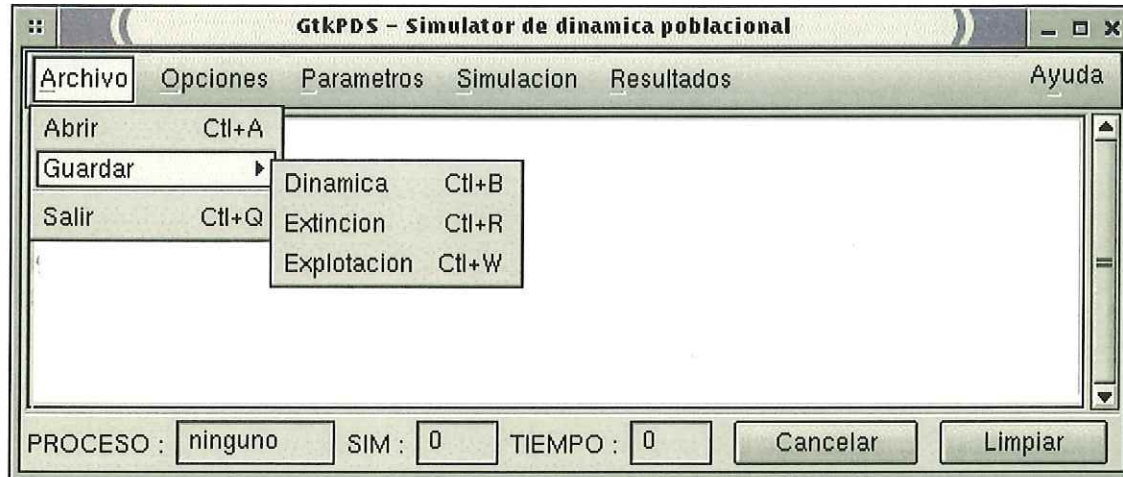 GtkPDS – Simulator de dinamica poblacional
Archivo Opciones Parametros Simulacion Resultados Ayuda
Abrir Ctl+A
Guardar
Dinamica Ctl+B
Salir Ctl+Q
Extincion Ctl+R
Explotacion Ctl+W
PROCESO : ninguno SIM : 0 TIEMPO : 0 Cancelar Limpiar